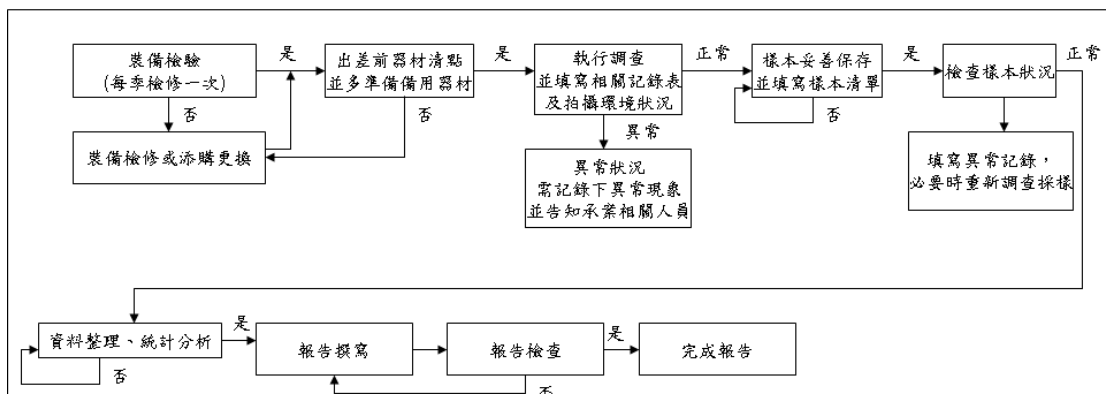 裝備檢驗
(每季檢修一次)
是
否
裝備檢修或添購更換
出差前器材清點
並多準備備用器材
是
否
執行調查
並填寫相關記錄表
及拍攝環境狀況
正常
異常
異常狀況
需記錄下異常現象
並告知承案相關人員
樣本妥善保存
並填寫樣本清單
是
否
檢查樣本狀況
正常
填寫異常記錄，
必要時重新調查採樣
資料整理、統計分析
是
否
報告撰寫
報告檢查
是
否
完成報告